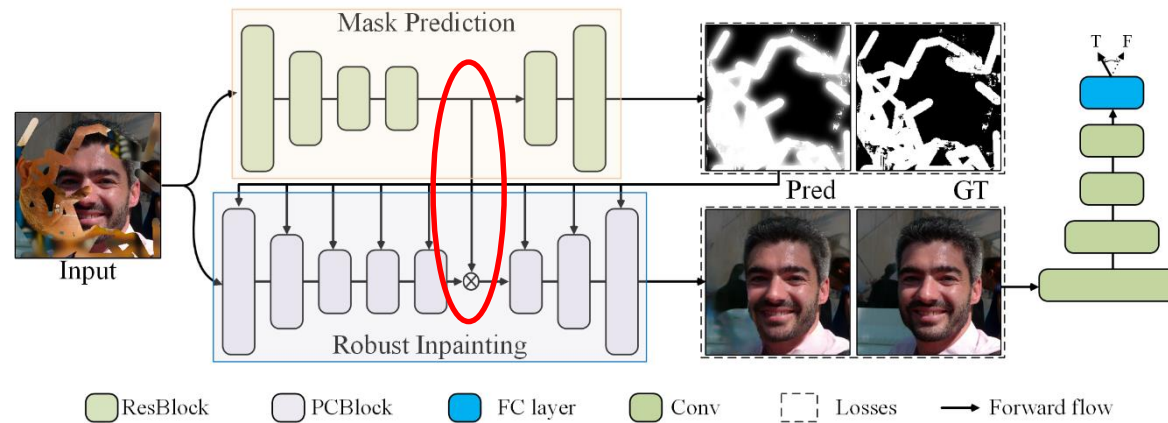 Mask Prediction
T F
Input
Pred GT
Robust Inpainting
ResBlock PCBlock FC layer Conv Losses Forward flow